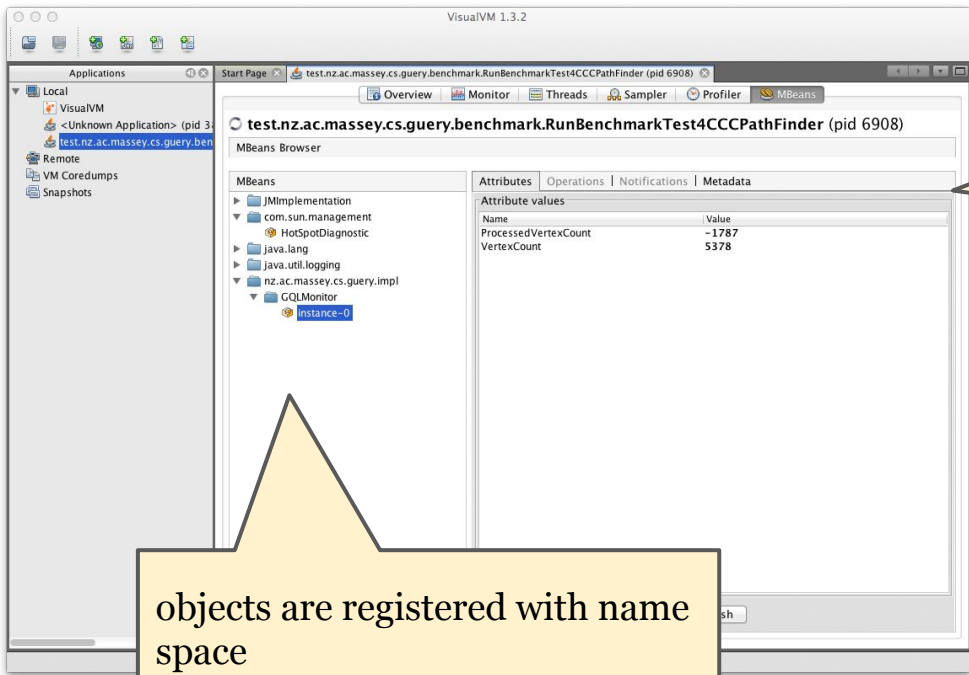 VisualVM 1.3.2
Applications
Local
VisualVM
<Unknown Application> (pid 3
test.nz.ac.massey.cs.guery.ben
Remote
VM Coredumps
Snapshots
Start Page
test.nz.ac.massey.cs.guery.benchmark.RunBenchmarkTest4CCCPathFinder (pid 6908)
Overview Monitor Threads Sampler Profiler MBeans
test.nz.ac.massey.cs.guery.benchmark.RunBenchmarkTest4CCCPathFinder (pid 6908)
MBeans Browser
MBeans
JMImplementation
com.sun.management
HotSpotDiagnostic
java.lang
java.util.logging
nz.ac.massey.cs.guery.impl
GQLMonitor
instance-0
Attributes Operations Notifications Metadata
Attribute values
Name Value
ProcessedVertexCount -1787
VertexCount 5378
sh
objects are registered with name
space